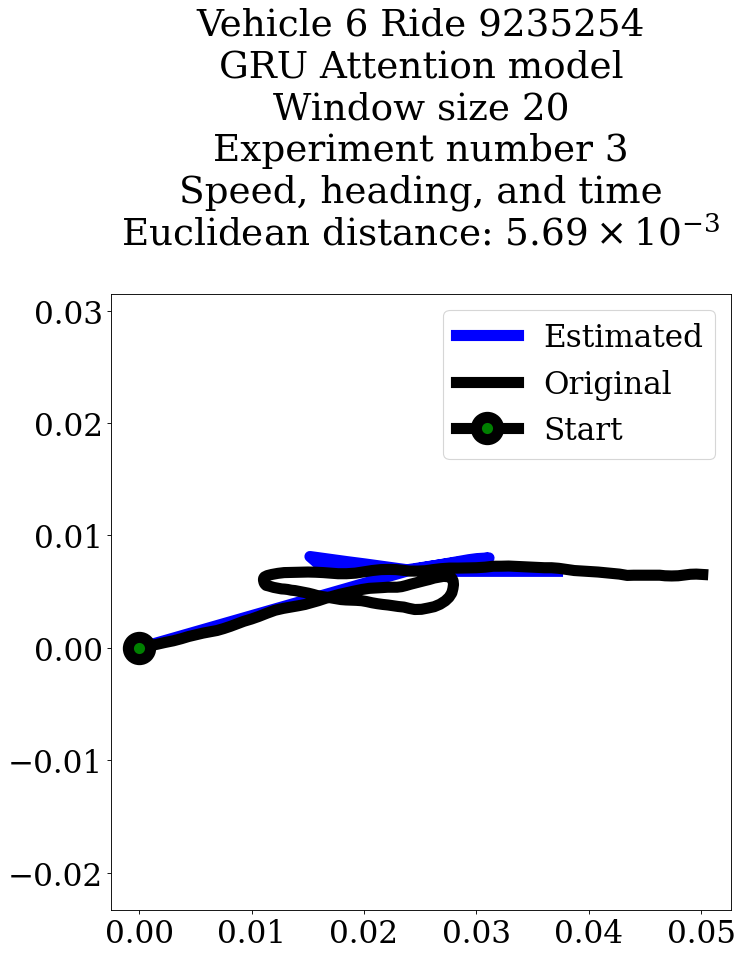 Vehicle 6 Ride 9235254
GRU Attention model
Window size 20
Experiment number 3
Speed, heading, and time
Euclidean distance: 5.69 × 10⁻³
Estimated
Original
Start
0.03
0.02
0.01
0.00
−0.01
−0.02
0.00 0.01 0.02 0.03 0.04 0.05